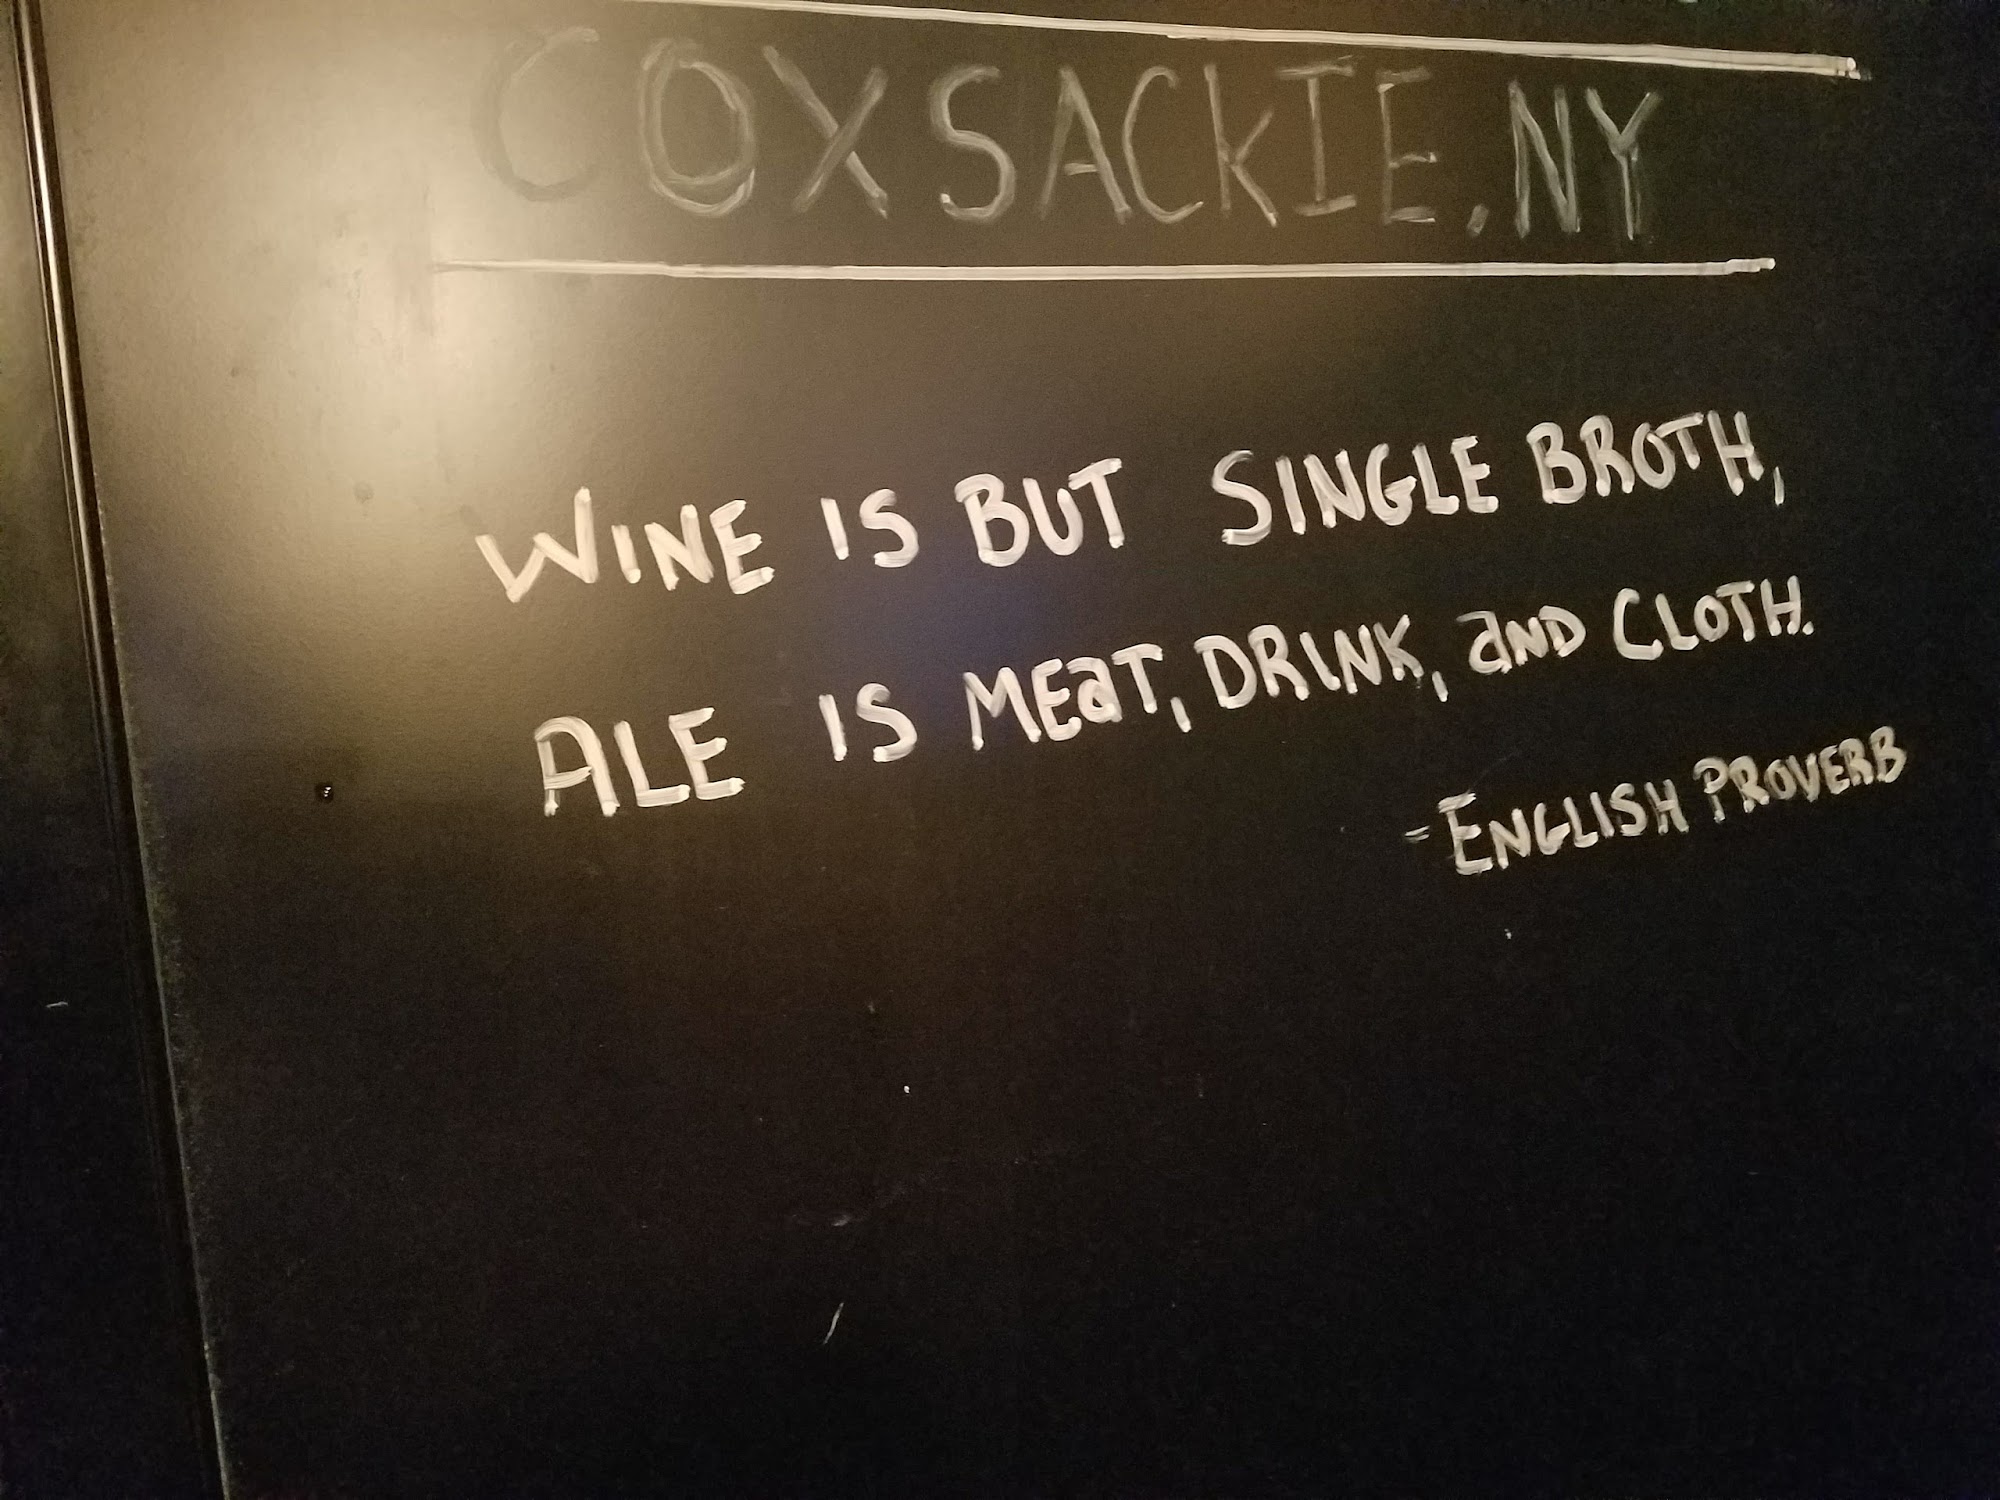 COXSACKIE, NY
WINE IS BUT SINGLE BROTH,
ALE IS MEaT, DRINK, aND CLOTH.
- ENGLISH PROVERB